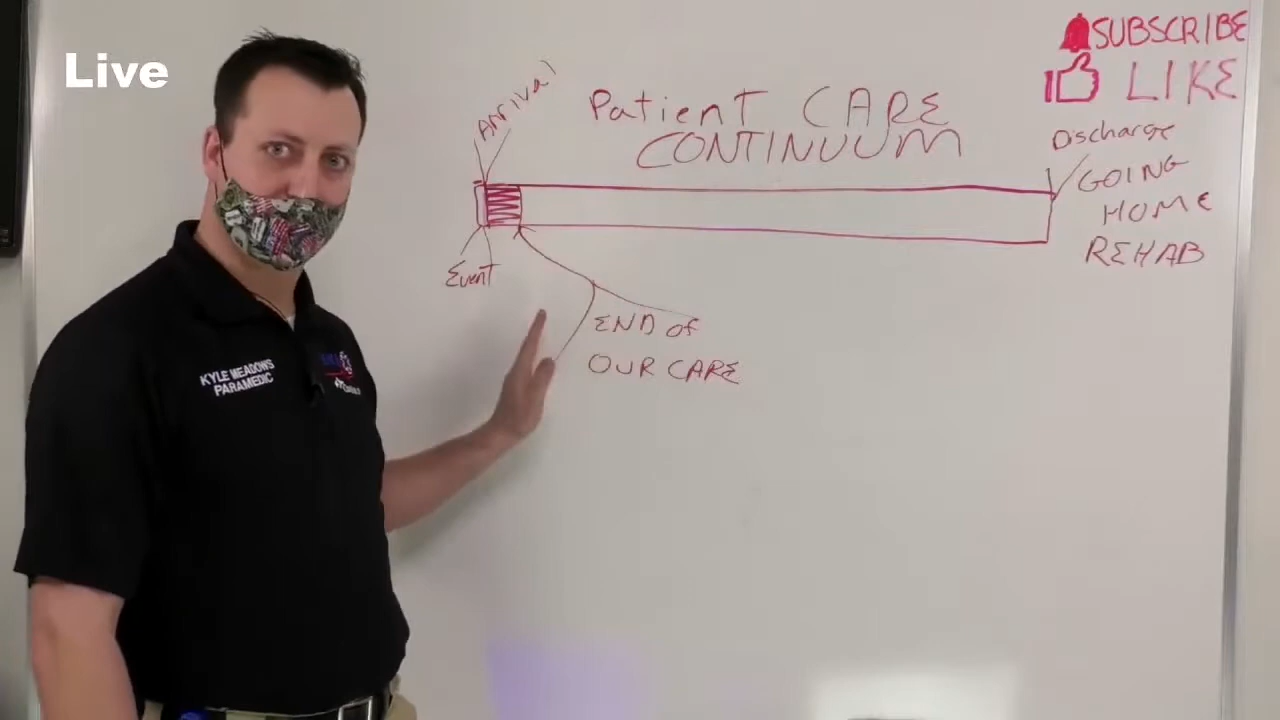 Live
SUBSCRIBE
LIKE
Arrival
Patient CARE
CONTINUUM
Discharge
GOING
HOME
REHAB
Event
END OF
OUR CARE
KYLE MEADOWS
PARAMEDIC